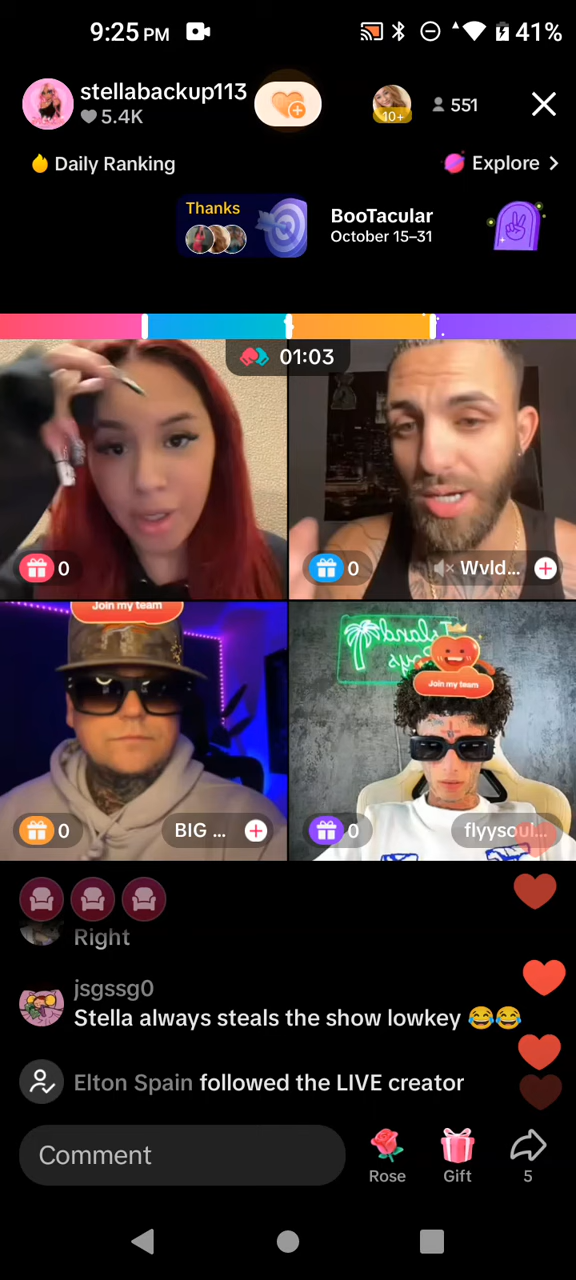 9:25 PM
41%
stellabackup113
5.4K
10+
551
Daily Ranking
Explore
Thanks
BooTacular
October 15–31
01:03
0
0
Wvld...
Join my team
Island
Boys
Join my team
0
BIG ...
0
flyysoul...
Right
jsgssg0
Stella always steals the show lowkey 😂😂
Elton Spain followed the LIVE creator
Comment
Rose
Gift
5